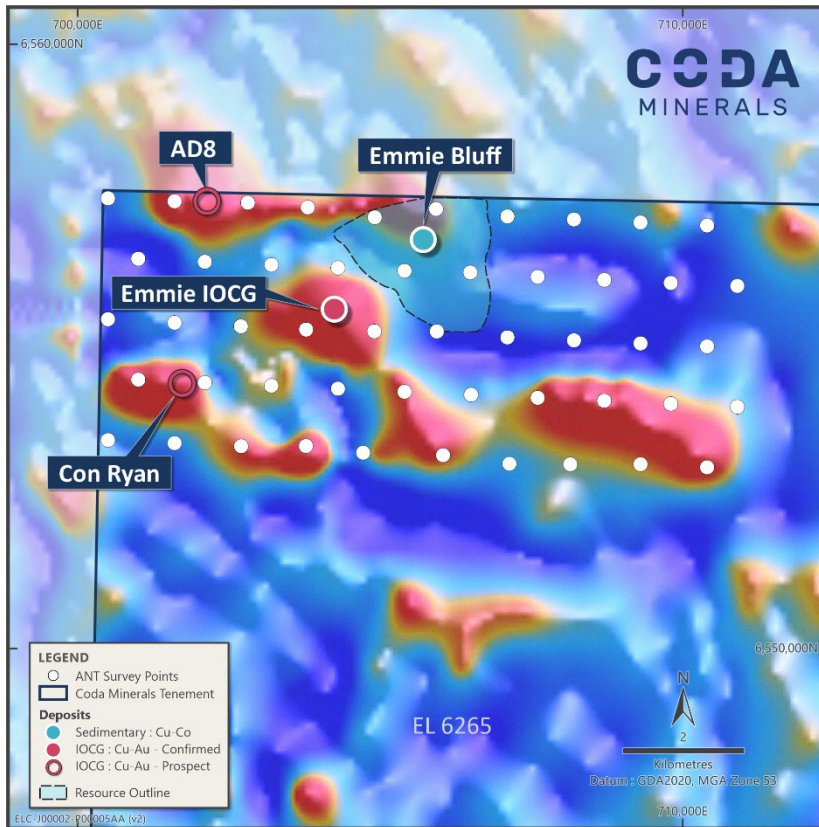 700,000E
710,000E
6,560,000N
CODA
MINERALS
AD8
Emmie Bluff
Emmie IOCG
Con Ryan
6,550,000N
LEGEND
ANT Survey Points
Coda Minerals Tenement
Deposits
Sedimentary : Cu-Co
IOCG : Cu-Au - Confirmed
IOCG : Cu-Au - Prospect
Resource Outline
EL 6265
N
2
Kilometres
Datum : GDA2020, MGA Zone 53
ELC-J00002-P00005AA (v2)
710,000E